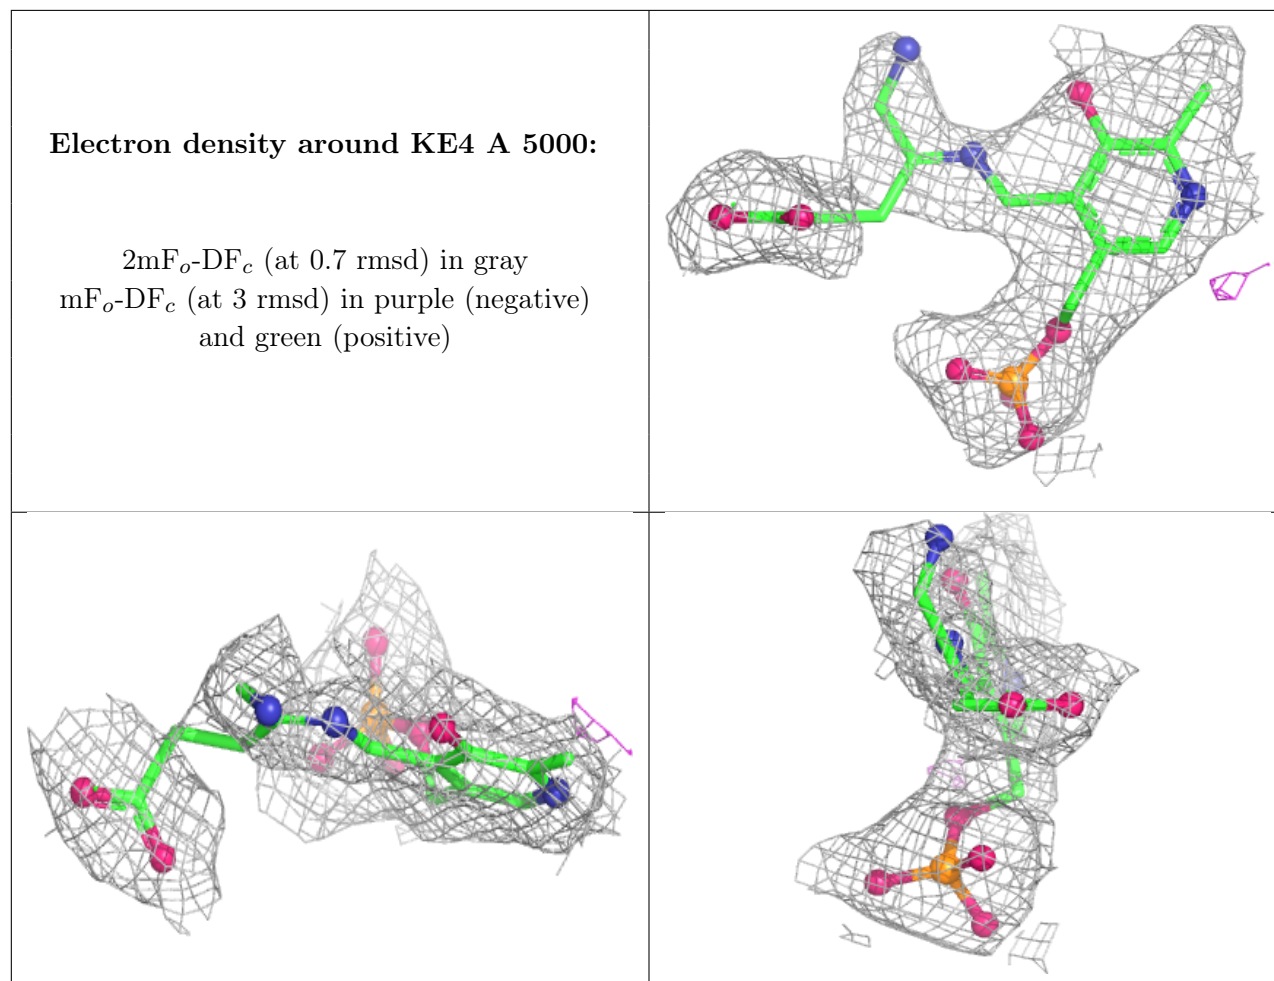 Electron density around KE4 A 5000:
2mFo-DFc (at 0.7 rmsd) in gray
mFo-DFc (at 3 rmsd) in purple (negative)
and green (positive)